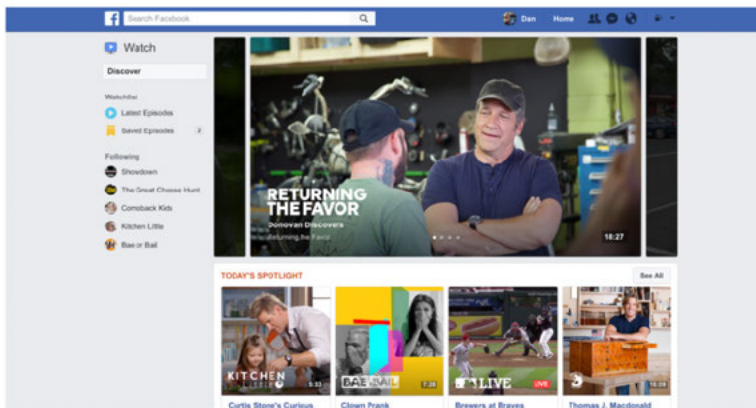 Search Facebook
Dan
Home
Watch
Discover
Watchlist
Latest Episodes
Saved Episodes
2
Following
Showdown
The Great Cheese Hunt
Comeback Kids
Kitchen Little
Bae or Bail
RETURNING
THE FAVOR
Donovan Discovers
Returning the Favor
18:27
TODAY'S SPOTLIGHT
See All
KITCHEN
LITTLE
5:33
BAE BAIL
7:28
LIVE
LIVE
Curtis Stone's Curious
Clown Prank
Brewers at Braves
Thomas J. Macdonald